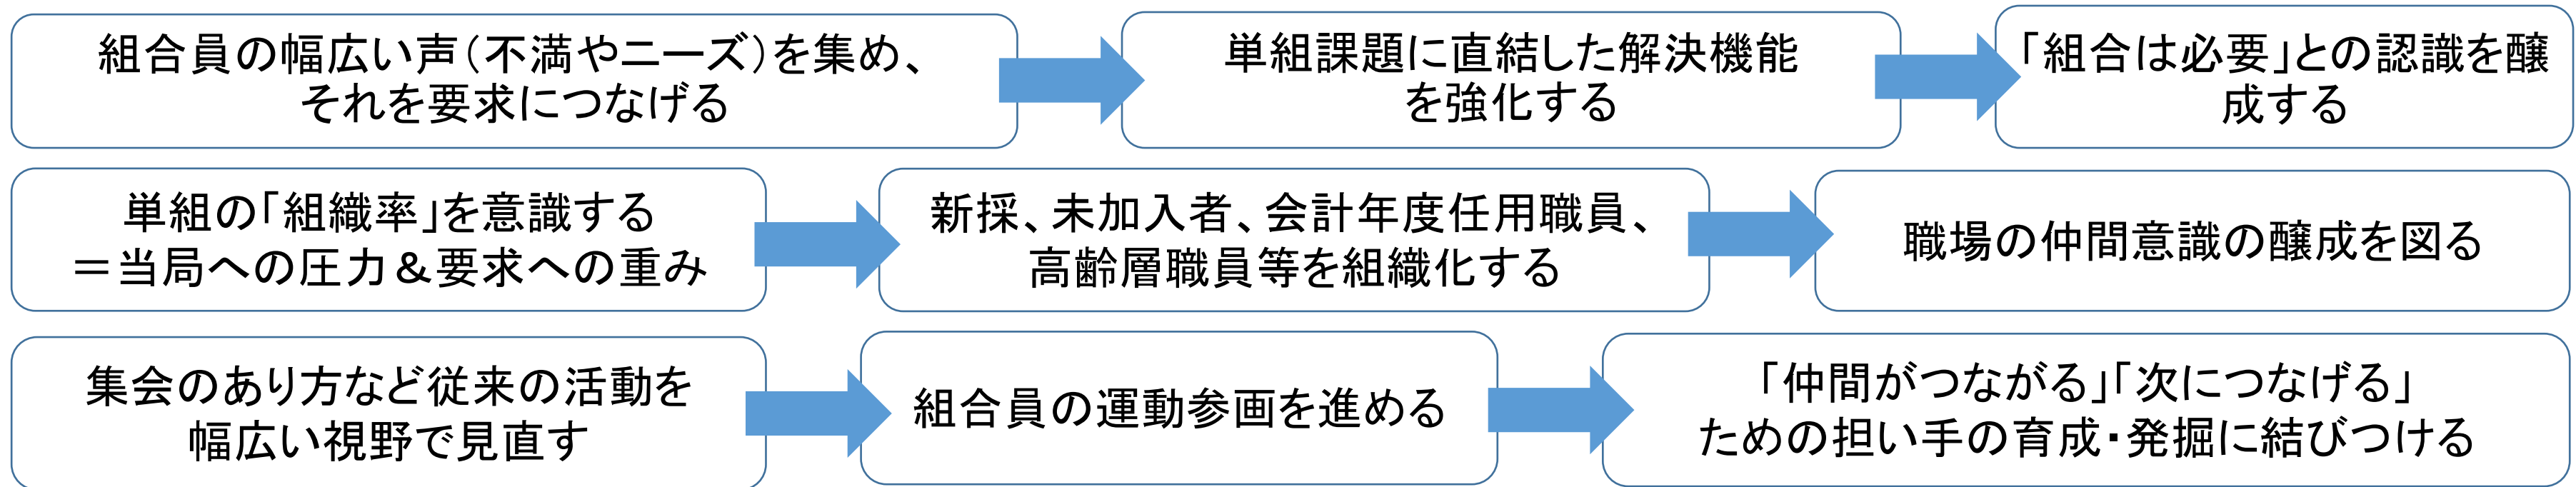 組合員の幅広い声(不満やニーズ)を集め、
それを要求につなげる
単組課題に直結した解決機能
を強化する
「組合は必要」との認識を醸
成する
単組の「組織率」を意識する
＝当局への圧力＆要求への重み
新採、未加入者、会計年度任用職員、
高齢層職員等を組織化する
職場の仲間意識の醸成を図る
集会のあり方など従来の活動を
幅広い視野で見直す
組合員の運動参画を進める
「仲間がつながる」「次につなげる」
ための担い手の育成・発掘に結びつける